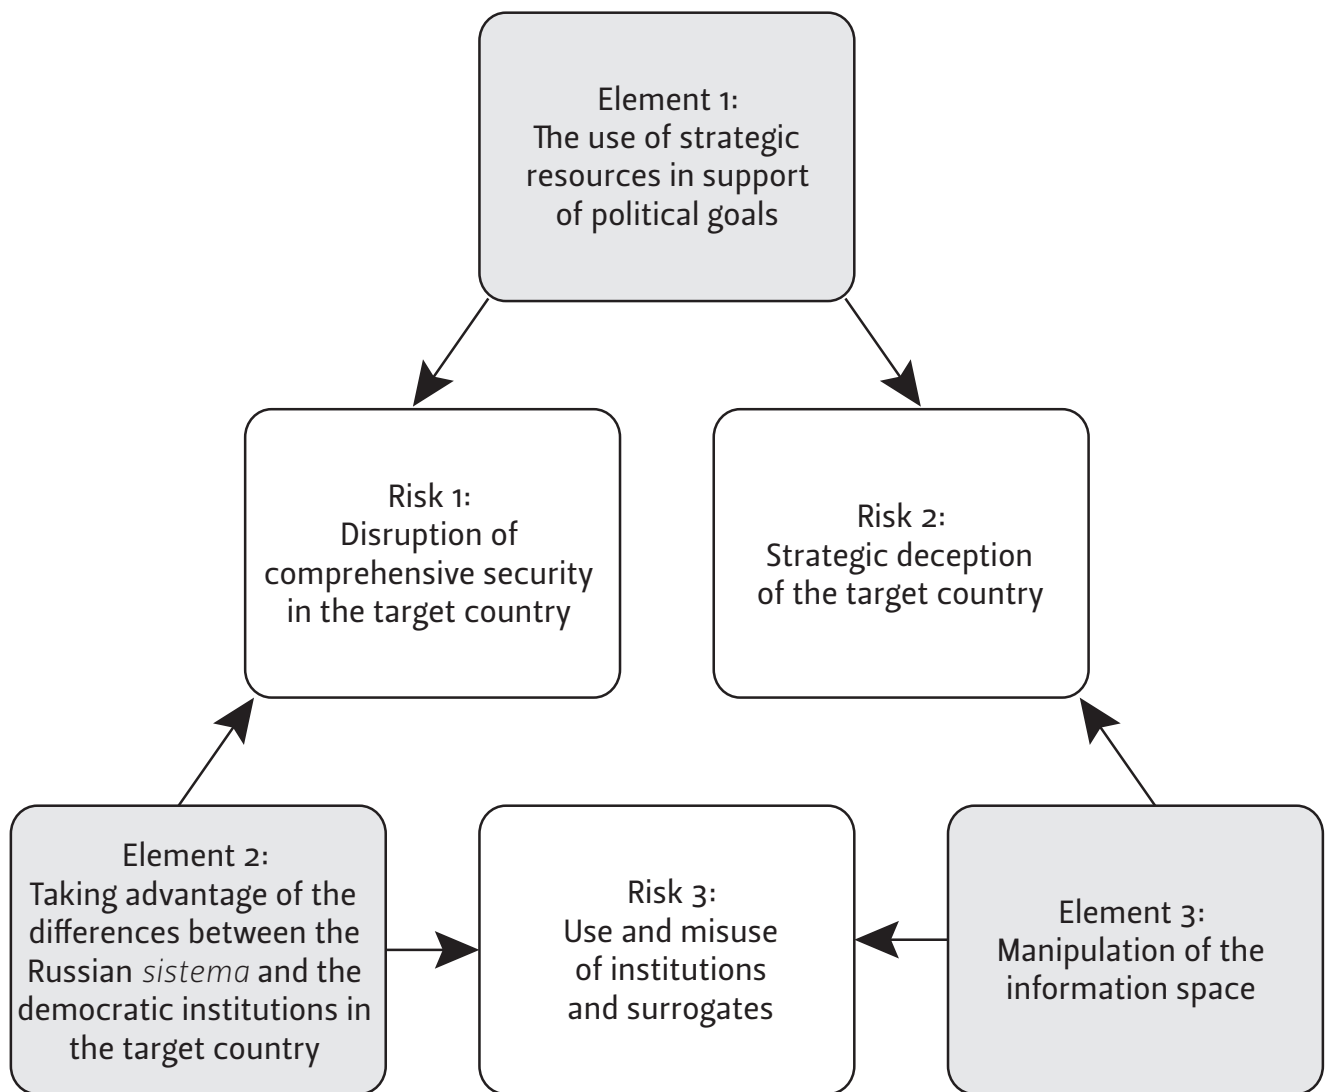 Element 1:
The use of strategic
resources in support
of political goals
Risk 1:
Disruption of
comprehensive security
in the target country
Risk 2:
Strategic deception
of the target country
Element 2:
Taking advantage of the
differences between the
Russian sistema and the
democratic institutions in
the target country
Risk 3:
Use and misuse
of institutions
and surrogates
Element 3:
Manipulation of the
information space